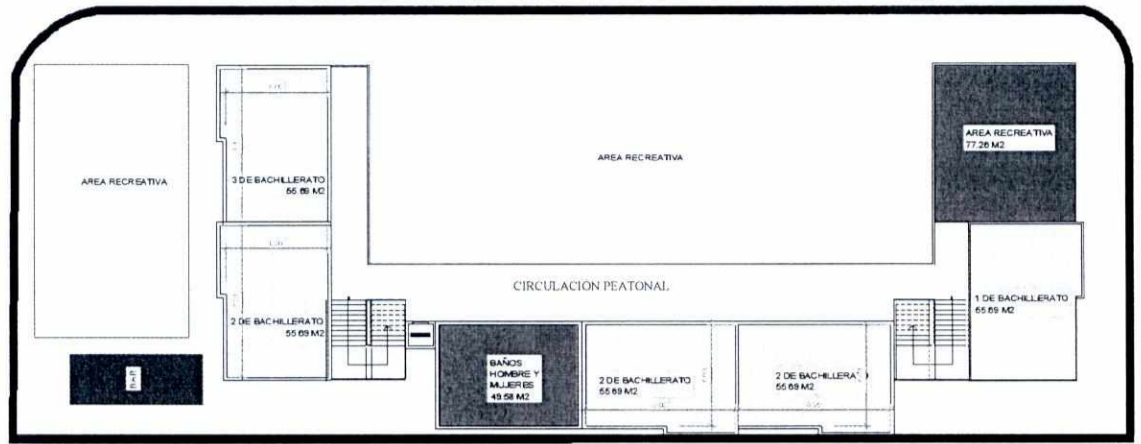 AREA RECREATIVA
3 DE BACHILLERATO
55.69 M2
2 DE BACHILLERATO
55.69 M2
BAR
AREA RECREATIVA
CIRCULACION PEATONAL
BAÑOS
HOMBRE Y
MUJERES
49.58 M2
2 DE BACHILLERATO
55.69 M2
2 DE BACHILLERATO
55.69 M2
AREA RECREATIVA
77.26 M2
1 DE BACHILLERATO
55.69 M2